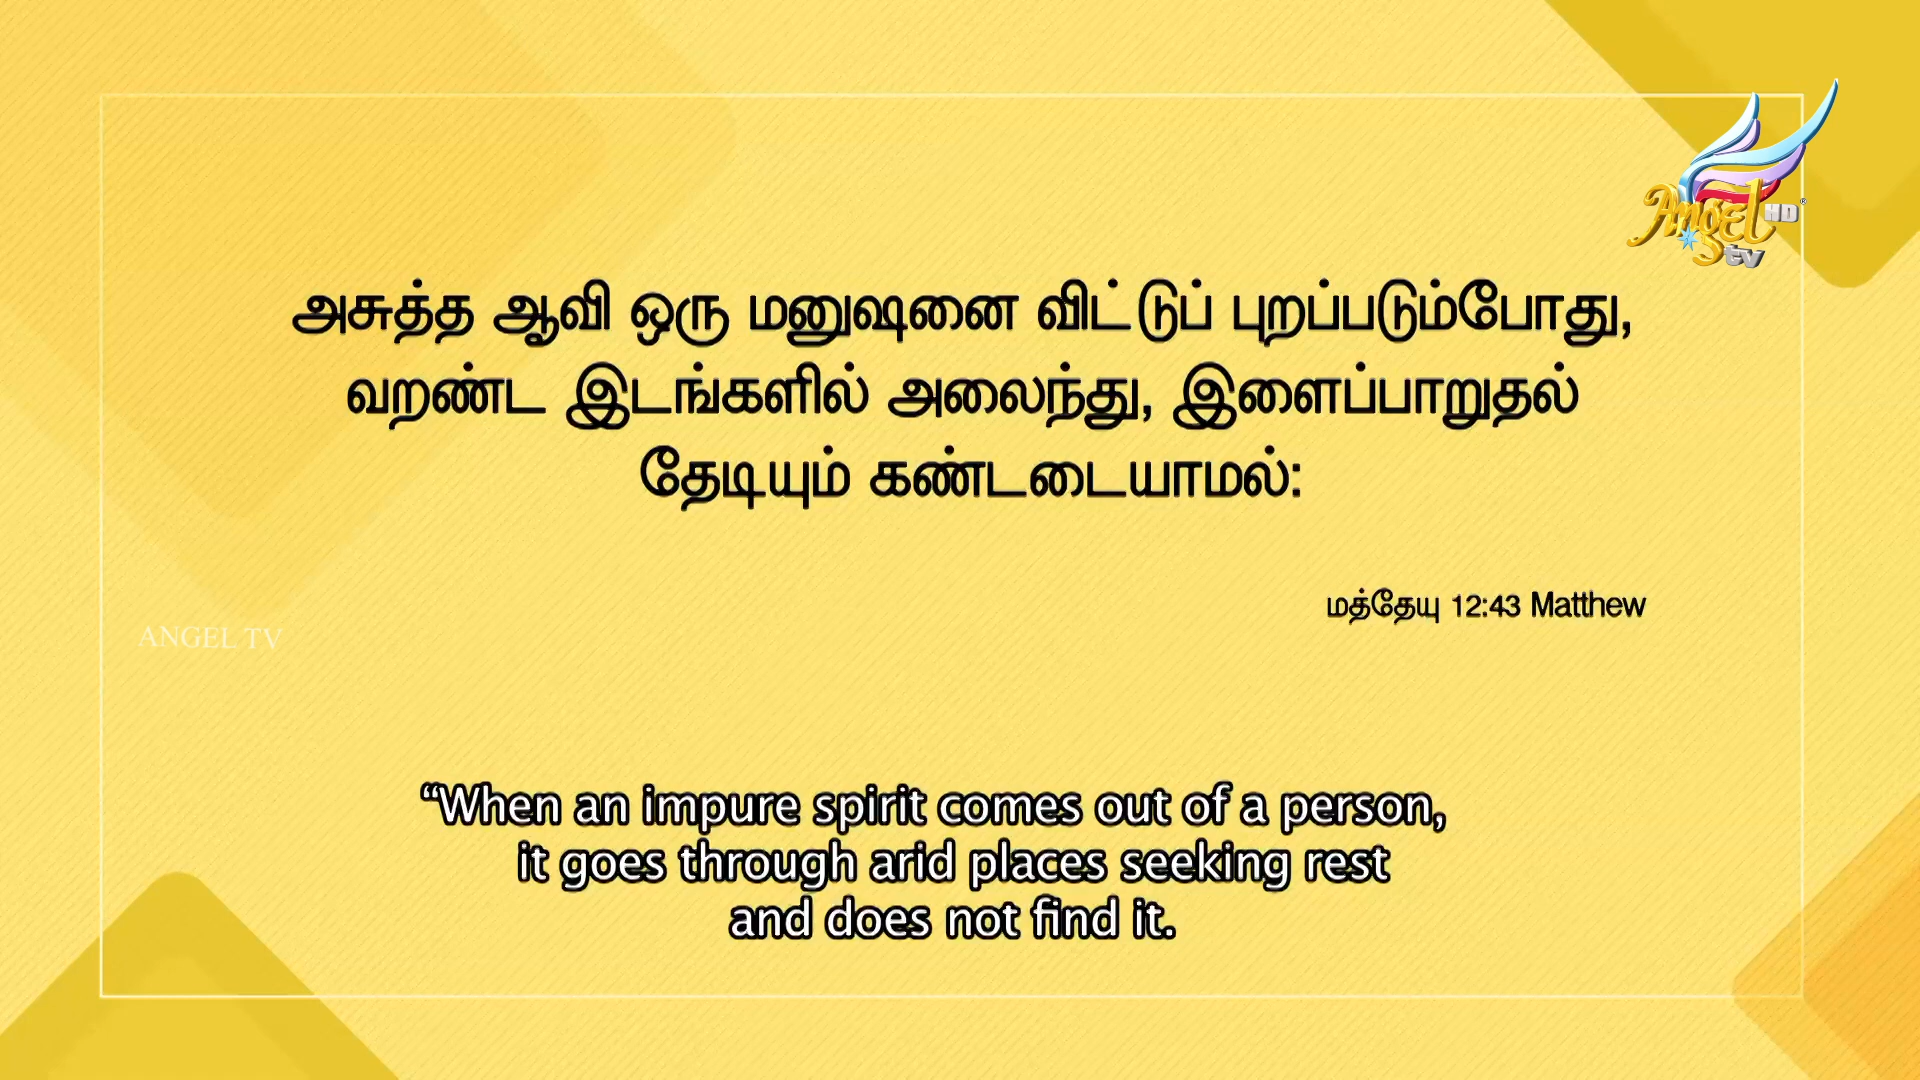 Angel HD
tv
அசுத்த ஆவி ஒரு மனுஷனை விட்டுப் புறப்படும்போது,
வறண்ட இடங்களில் அலைந்து, இளைப்பாறுதல்
தேடியும் கண்டடையாமல்:
மத்தேயு 12:43 Matthew
ANGEL TV
“When an impure spirit comes out of a person,
it goes through arid places seeking rest
and does not find it.